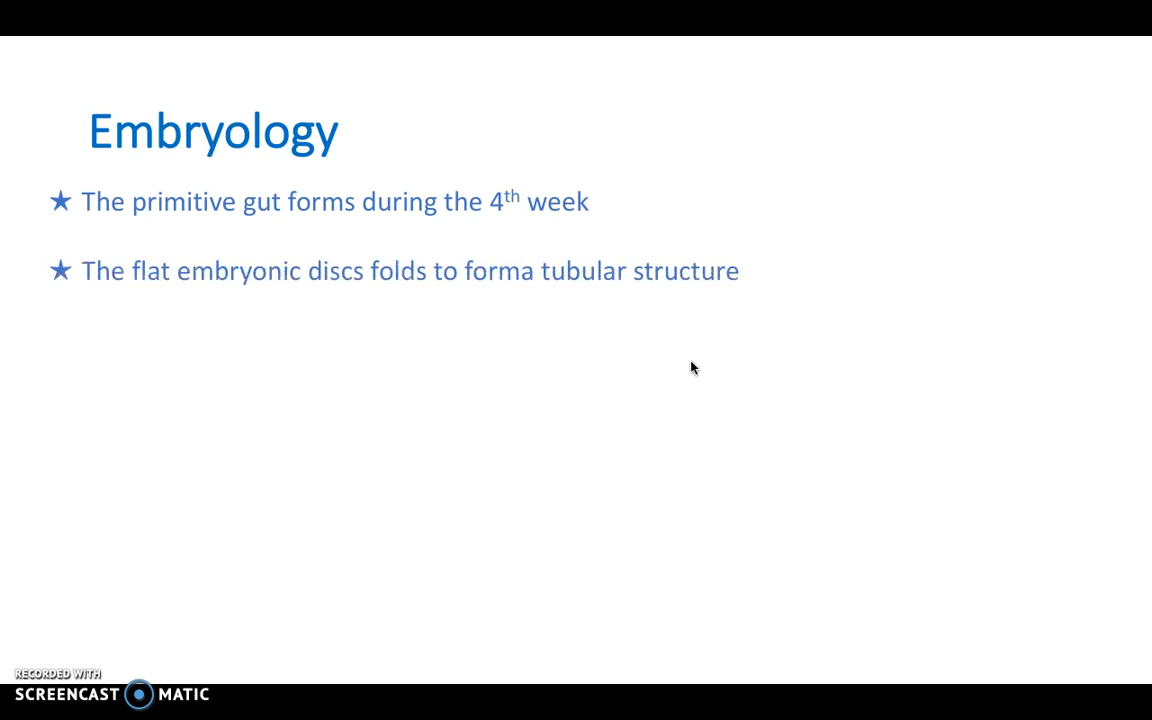 Embryology
★ The primitive gut forms during the 4th week
★ The flat embryonic discs folds to forma tubular structure
RECORDED WITH
SCREENCAST MATIC